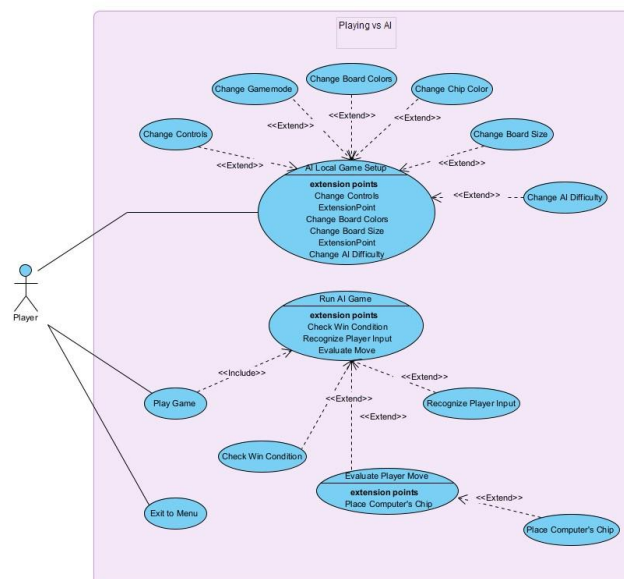 Playing vs AI
Change Board Colors
Change Gamemode
Change Chip Color
<<Extend>>
<<Extend>>
<<Extend>>
Change Controls
Change Board Size
<<Extend>>
<<Extend>>
AI Local Game Setup
extension points
Change Controls
ExtensionPoint
Change Board Colors
Change Board Size
ExtensionPoint
Change AI Difficulty
<<Extend>>
Change AI Difficulty
Player
Run AI Game
extension points
Check Win Condition
Recognize Player Input
Evaluate Move
<<Include>>
<<Extend>>
<<Extend>>
<<Extend>>
Play Game
Recognize Player Input
Check Win Condition
Evaluate Player Move
extension points
Place Computer's Chip
<<Extend>>
Exit to Menu
Place Computer's Chip